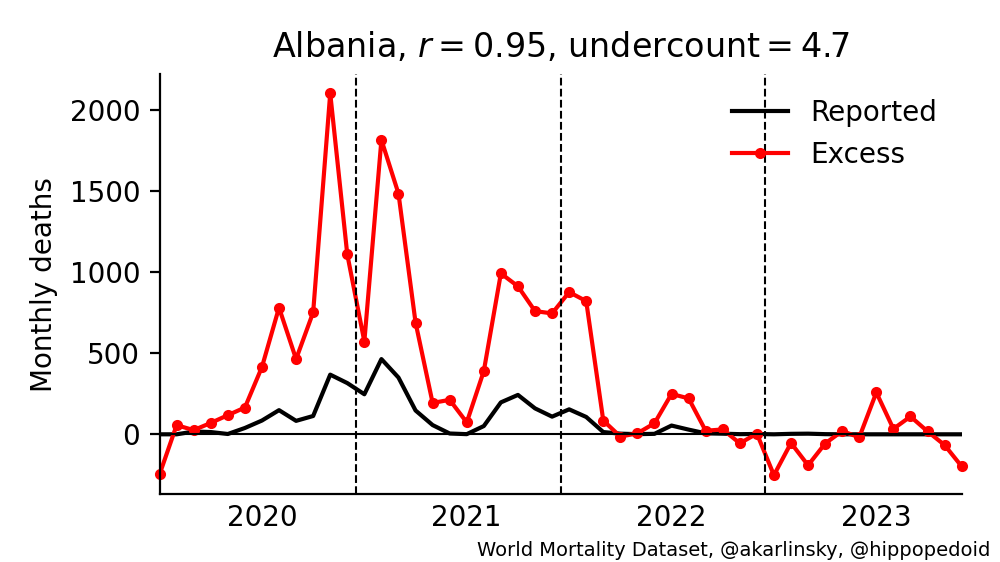 Albania, r = 0.95, undercount = 4.7
Monthly deaths
2000
1500
1000
500
0
Reported
Excess
2020
2021
2022
2023
World Mortality Dataset, @akarlinsky, @hippopedoid